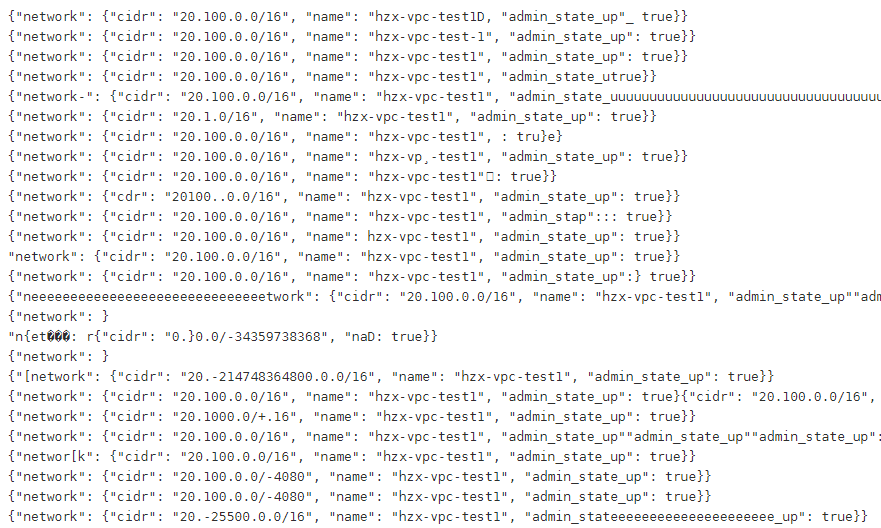 {"network": {"cidr": "20.100.0.0/16", "name": "hzx-vpc-test1D, "admin_state_up"_ true}}
{"network": {"cidr": "20.100.0.0/16", "name": "hzx-vpc-test-1", "admin_state_up": true}}
{"network": {"cidr": "20.100.0.0/16", "name": "hzx-vpc-test1", "admin_state_up": true}}
{"network": {"cidr": "20.100.0.0/16", "name": "hzx-vpc-test1", "admin_state_utrue}}
{"network-": {"cidr": "20.100.0.0/16", "name": "hzx-vpc-test1", "admin_state_uuuuuuuuuuuuuuuuuuuuuuuuuuuuuuuuuu
{"network": {"cidr": "20.1.0/16", "name": "hzx-vpc-test1", "admin_state_up": true}}
{"network": {"cidr": "20.100.0.0/16", "name": "hzx-vpc-test1", : tru}e}
{"network": {"cidr": "20.100.0.0/16", "name": "hzx-vp¸-test1", "admin_state_up": true}}
{"network": {"cidr": "20.100.0.0/16", "name": "hzx-vpc-test1"▯: true}}
{"network": {"cdr": "20100..0.0/16", "name": "hzx-vpc-test1", "admin_state_up": true}}
{"network": {"cidr": "20.100.0.0/16", "name": "hzx-vpc-test1", "admin_stap"::: true}}
{"network": {"cidr": "20.100.0.0/16", "name": hzx-vpc-test1", "admin_state_up": true}}
"network": {"cidr": "20.100.0.0/16", "name": "hzx-vpc-test1", "admin_state_up": true}}
{"network": {"cidr": "20.100.0.0/16", "name": "hzx-vpc-test1", "admin_state_up":} true}}
{"neeeeeeeeeeeeeeeeeeeeeeeeeeeeeetwork": {"cidr": "20.100.0.0/16", "name": "hzx-vpc-test1", "admin_state_up""adm
{"network": }
"n{et���: r{"cidr": "0.}0.0/-34359738368", "naD: true}}
{"network": }
{"[network": {"cidr": "20.-214748364800.0.0/16", "name": "hzx-vpc-test1", "admin_state_up": true}}
{"network": {"cidr": "20.100.0.0/16", "name": "hzx-vpc-test1", "admin_state_up": true}{"cidr": "20.100.0.0/16",
{"network": {"cidr": "20.1000.0/+.16", "name": "hzx-vpc-test1", "admin_state_up": true}}
{"network": {"cidr": "20.100.0.0/16", "name": "hzx-vpc-test1", "admin_state_up""admin_state_up""admin_state_up":
{"networ[k": {"cidr": "20.100.0.0/16", "name": "hzx-vpc-test1", "admin_state_up": true}}
{"network": {"cidr": "20.100.0.0/-4080", "name": "hzx-vpc-test1", "admin_state_up": true}}
{"network": {"cidr": "20.100.0.0/-4080", "name": "hzx-vpc-test1", "admin_state_up": true}}
{"network": {"cidr": "20.-25500.0.0/16", "name": "hzx-vpc-test1", "admin_stateeeeeeeeeeeeeeeeeeeeee_up": true}}